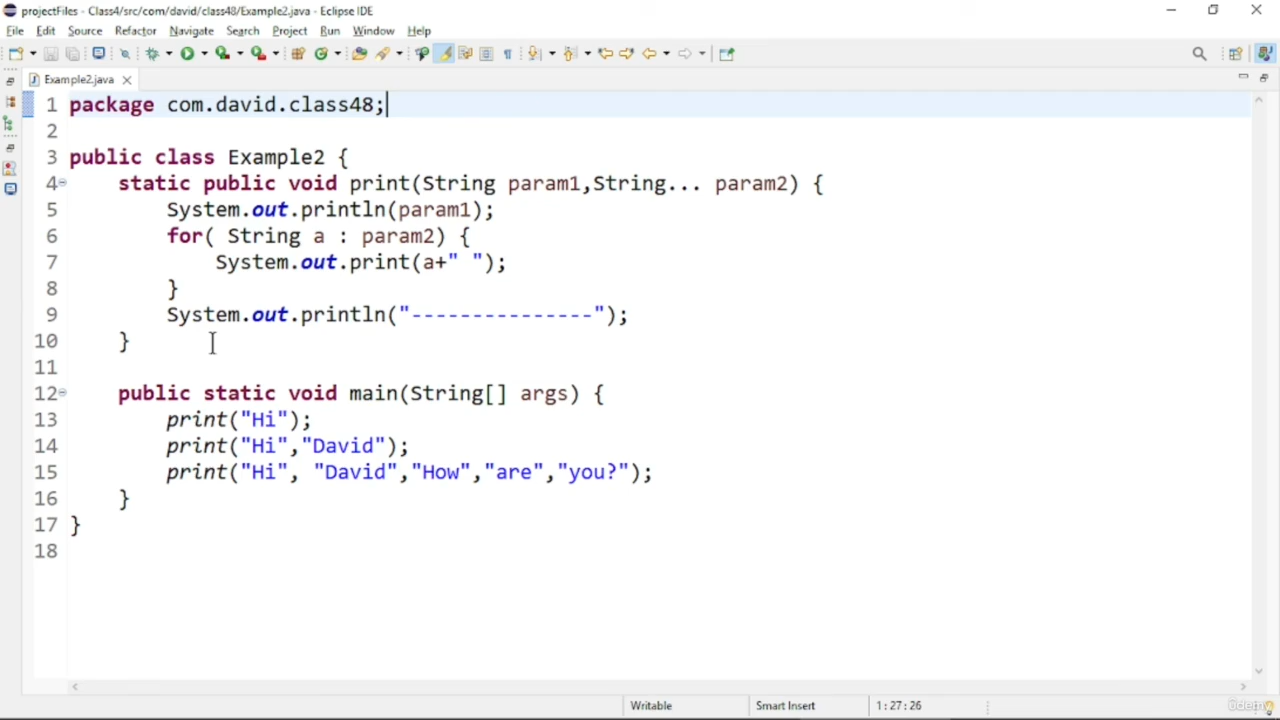 projectFiles - Class4/src/com/david/class48/Example2.java - Eclipse IDE
File Edit Source Refactor Navigate Search Project Run Window Help
Example2.java
1 package com.david.class48;
2
3 public class Example2 {
4 static public void print(String param1,String... param2) {
5 System.out.println(param1);
6 for( String a : param2) {
7 System.out.print(a+" ");
8 }
9 System.out.println("---------------");
10 }
11
12 public static void main(String[] args) {
13 print("Hi");
14 print("Hi","David");
15 print("Hi", "David","How","are","you?");
16 }
17 }
18
Writable Smart Insert 1:27:26
ûdemy